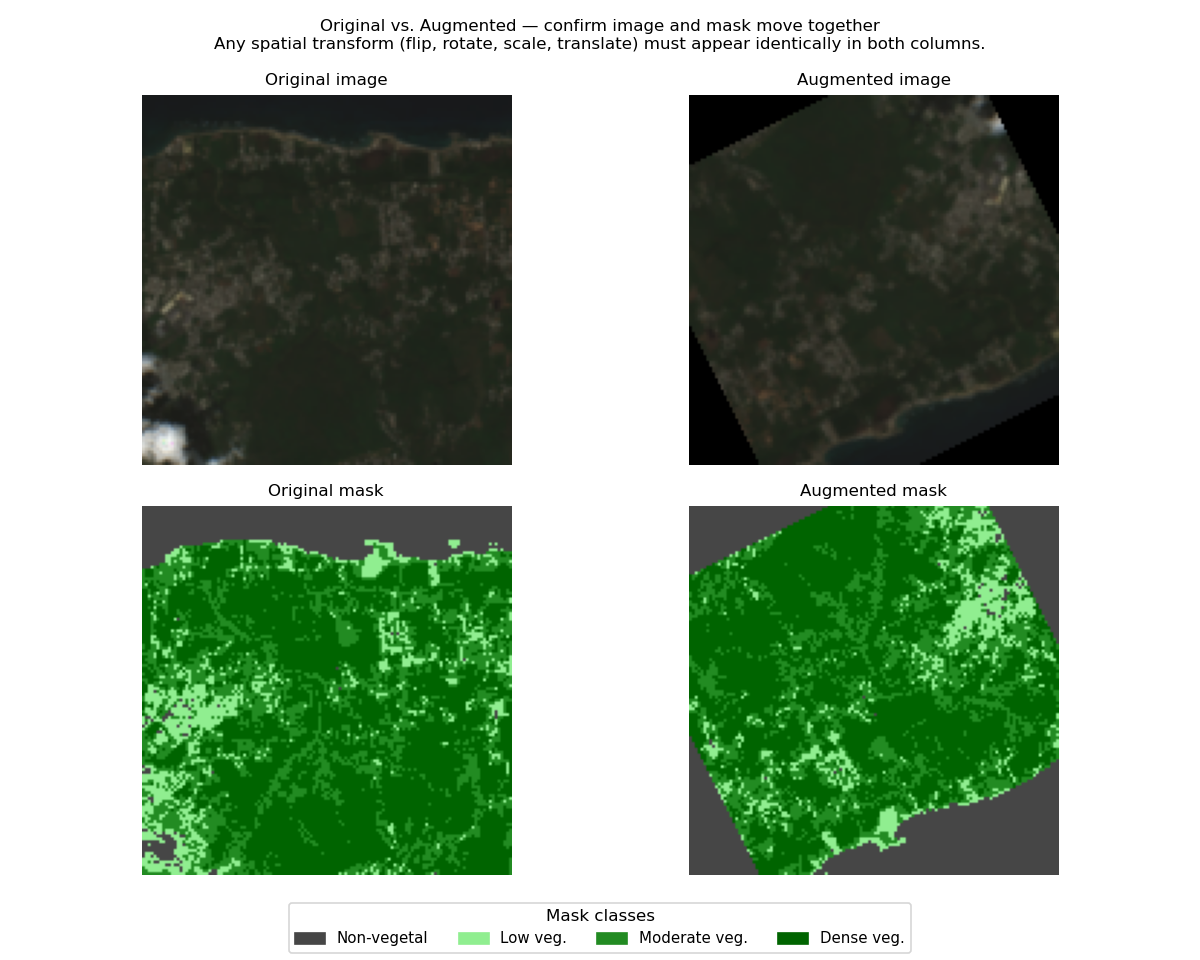 Original vs. Augmented — confirm image and mask move together
Any spatial transform (flip, rotate, scale, translate) must appear identically in both columns.
Original image
Augmented image
Original mask
Augmented mask
Mask classes
Non-vegetal
Low veg.
Moderate veg.
Dense veg.